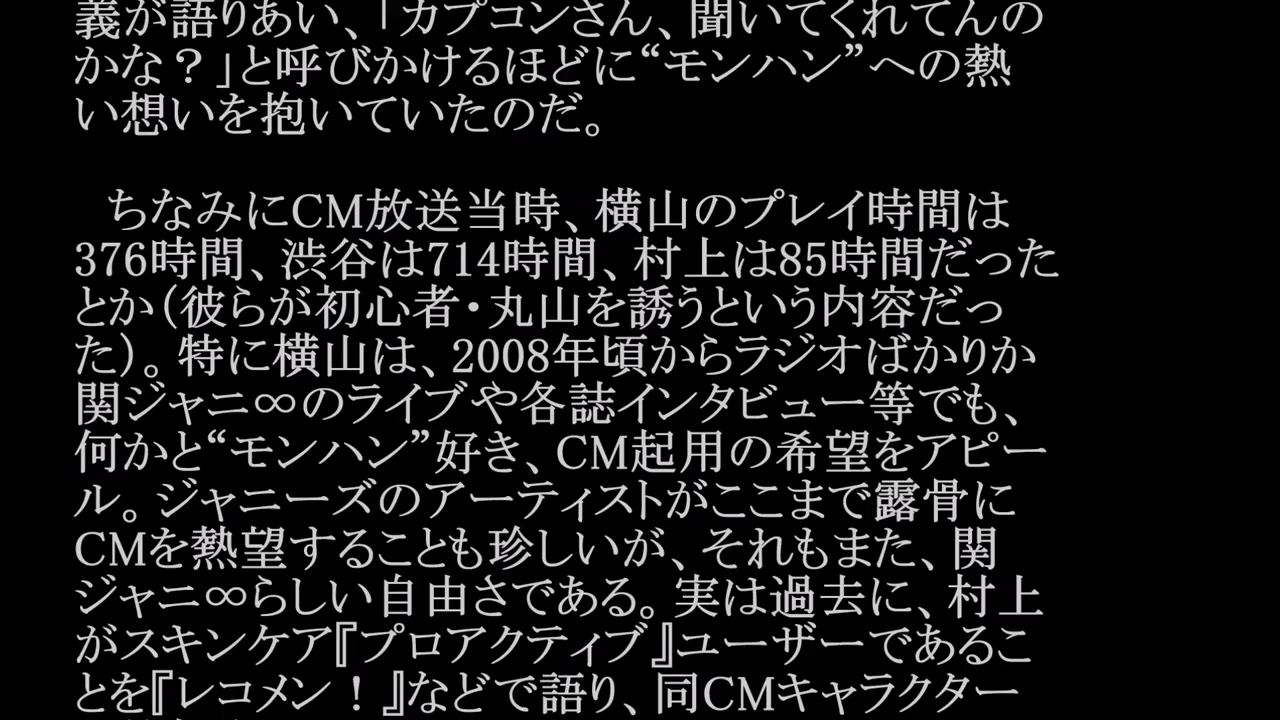 義が語りあい、「カプコンさん、聞いてくれてんの
かな？」と呼びかけるほどに“モンハン”への熱
い想いを抱いていたのだ。
ちなみにCM放送当時、横山のプレイ時間は
376時間、渋谷は714時間、村上は85時間だった
とか（彼らが初心者・丸山を誘うという内容だっ
た）。特に横山は、2008年頃からラジオばかりか
関ジャニ∞のライブや各誌インタビュー等でも、
何かと“モンハン”好き、CM起用の希望をアピー
ル。ジャニーズのアーティストがここまで露骨に
CMを熱望することも珍しいが、それもまた、関
ジャニ∞らしい自由さである。実は過去に、村上
がスキンケア『プロアクティブ』ユーザーであるこ
とを『レコメン！』などで語り、同CMキャラクター